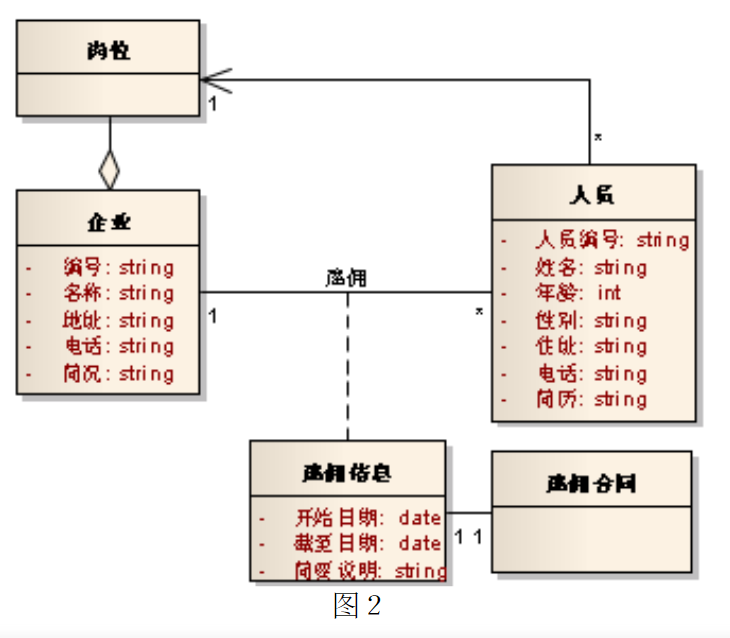 岗位
1
*
企业
- 编号: string
- 名称: string
- 地址: string
- 电话: string
- 简况: string
雇佣
1
*
人员
- 人员编号: string
- 姓名: string
- 年龄: int
- 性别: string
- 住址: string
- 电话: string
- 简历: string
雇佣信息
- 开始日期: date
- 截至日期: date
- 简要说明: string
1 1
雇佣合同
图 2